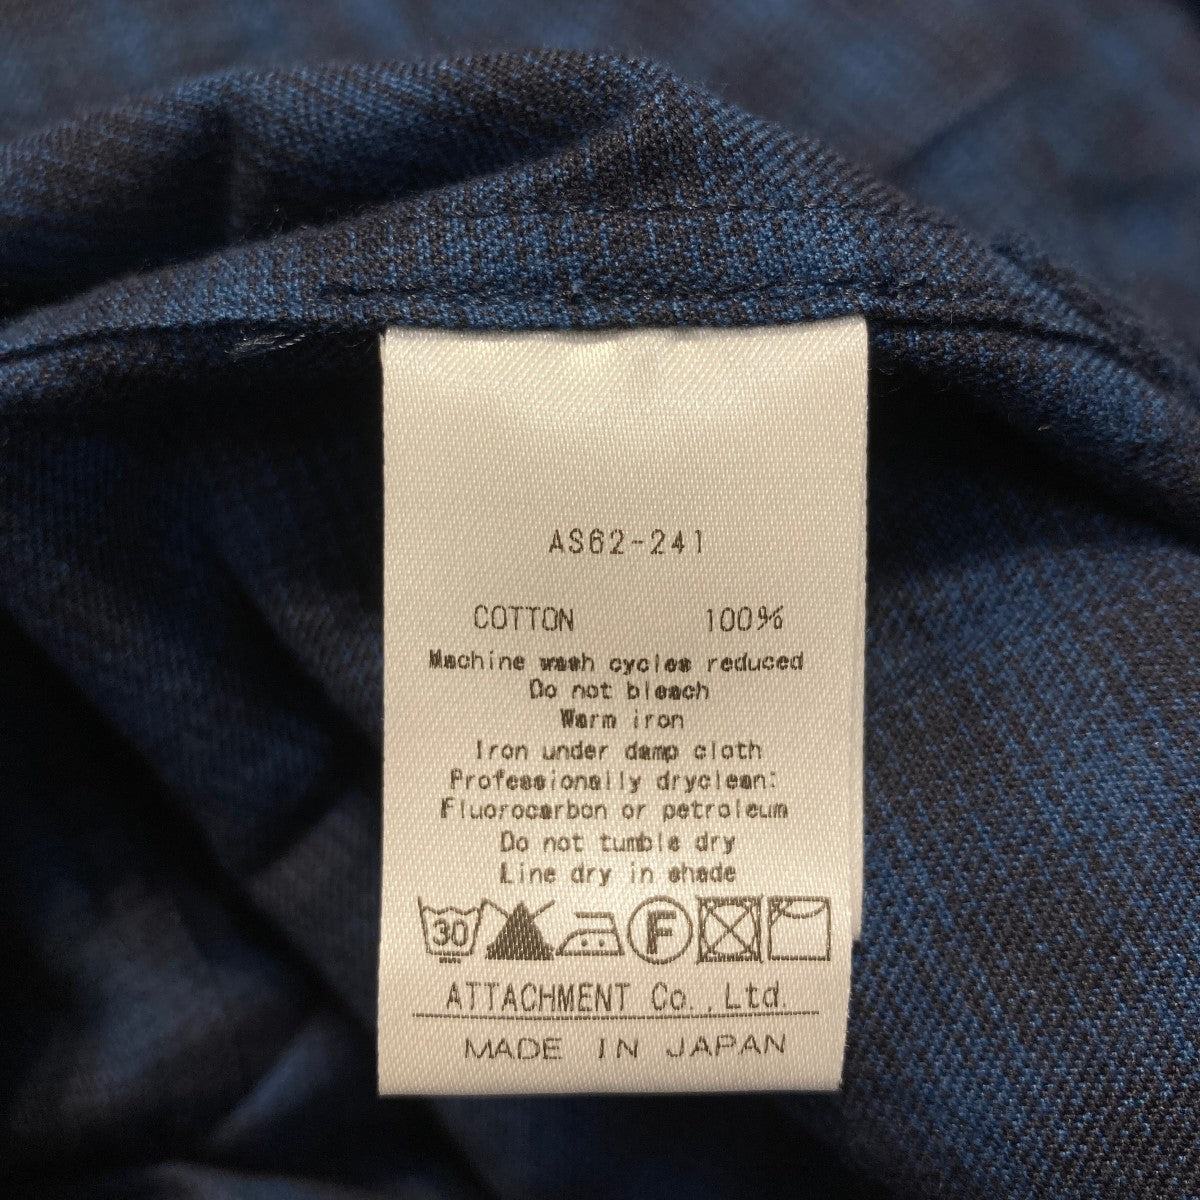 AS62-241
COTTON 100%
Machine wash cycles reduced
Do not bleach
Warm iron
Iron under damp cloth
Professionally dryclean:
Fluorocarbon or petroleum
Do not tumble dry
Line dry in shade
30 F
ATTACHMENT Co.,Ltd.
MADE IN JAPAN